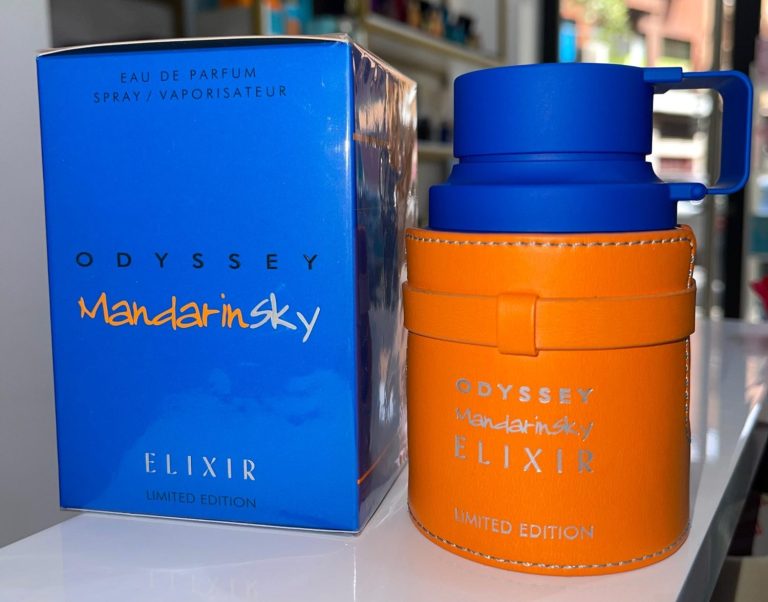 EAU DE PARFUM
SPRAY / VAPORISATEUR
ODYSSEY
Mandarinsky
ELIXIR
LIMITED EDITION
ODYSSEY
Mandarinsky
ELIXIR
LIMITED EDITION